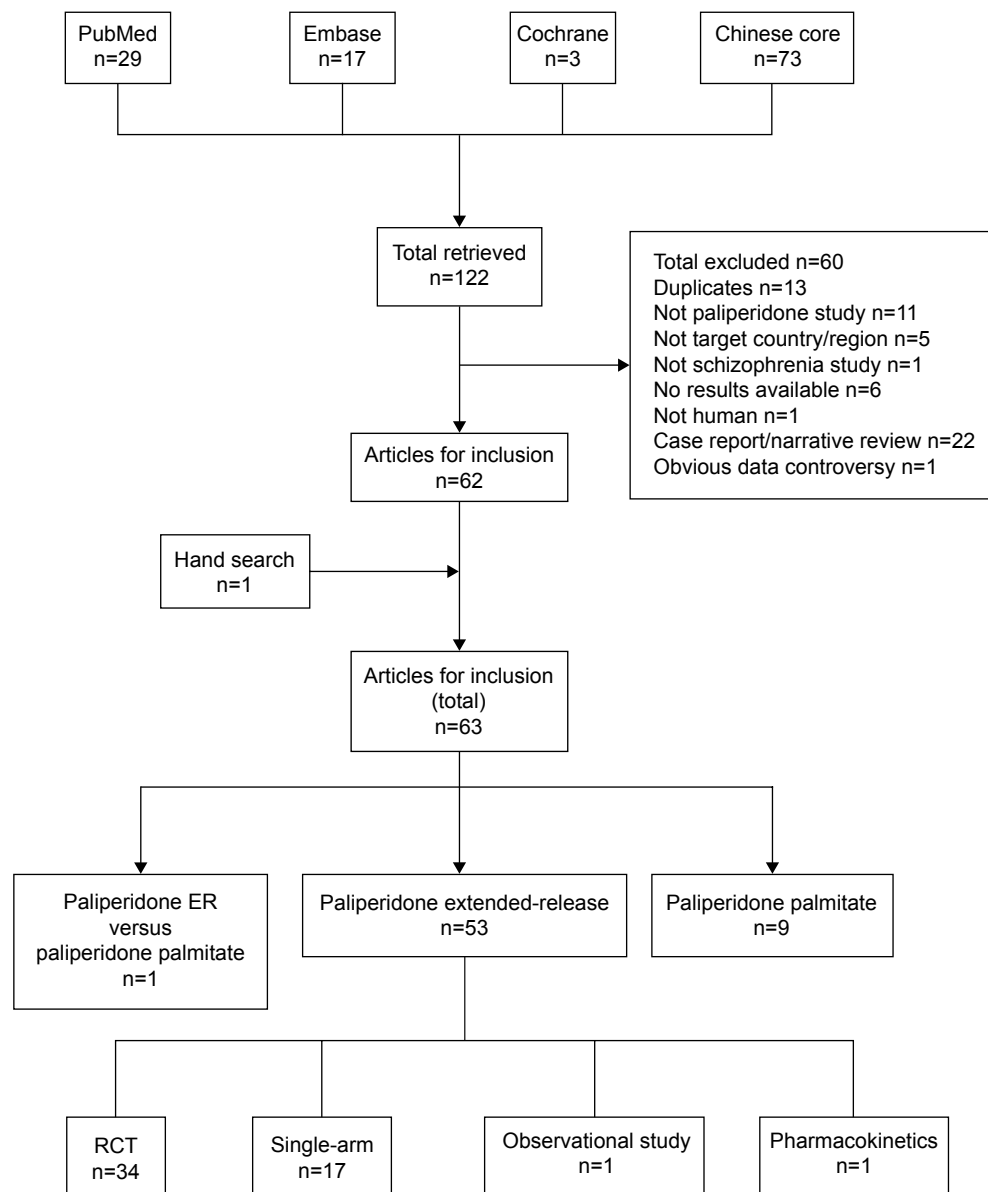 PubMed
n=29
Embase
n=17
Cochrane
n=3
Chinese core
n=73
Total retrieved
n=122
Total excluded n=60
Duplicates n=13
Not paliperidone study n=11
Not target country/region n=5
Not schizophrenia study n=1
No results available n=6
Not human n=1
Case report/narrative review n=22
Obvious data controversy n=1
Articles for inclusion
n=62
Hand search
n=1
Articles for inclusion
(total)
n=63
Paliperidone ER
versus
paliperidone palmitate
n=1
Paliperidone extended-release
n=53
Paliperidone palmitate
n=9
RCT
n=34
Single-arm
n=17
Observational study
n=1
Pharmacokinetics
n=1